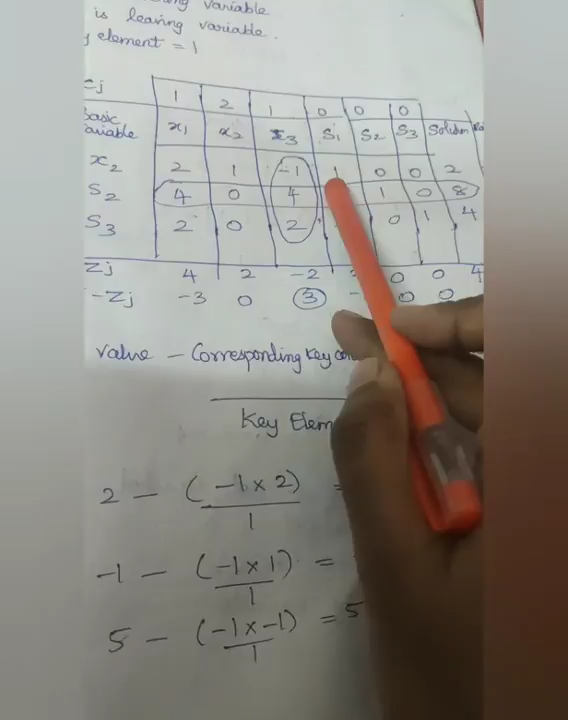 variable
is leaving variable.
element = 1
Cj 1 2 1 0 0 0
Basic variable x₁ x₂ x₃ S₁ S₂ S₃ Solution
x₂ 2 1 -1 1 0 0 2
S₂ 4 0 4 1 0 8
S₃ 2 0 2 0 1 4
Zj 4 2 -2 0 0 4
-Zj -3 0 3 - 0 0
value - Corresponding key
Key Elem
2 - (-1 x 2) / 1 =
-1 - (-1 x 1) / 1 =
5 - (-1 x -1) / 1 = 5